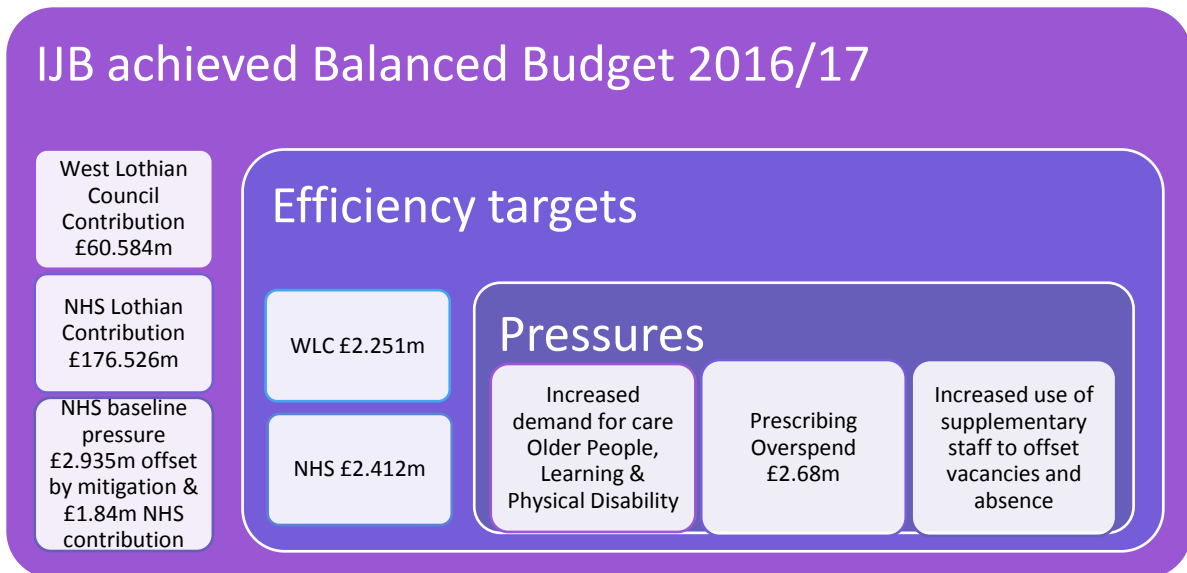 IJB achieved Balanced Budget 2016/17
West Lothian
Council
Contribution
£60.584m
NHS Lothian
Contribution
£176.526m
NHS baseline
pressure
£2.935m offset
by mitigation &
£1.84m NHS
contribution
Efficiency targets
WLC £2.251m
NHS £2.412m
Pressures
Increased
demand for care
Older People,
Learning &
Physical Disability
Prescribing
Overspend
£2.68m
Increased use of
supplementary
staff to offset
vacancies and
absence